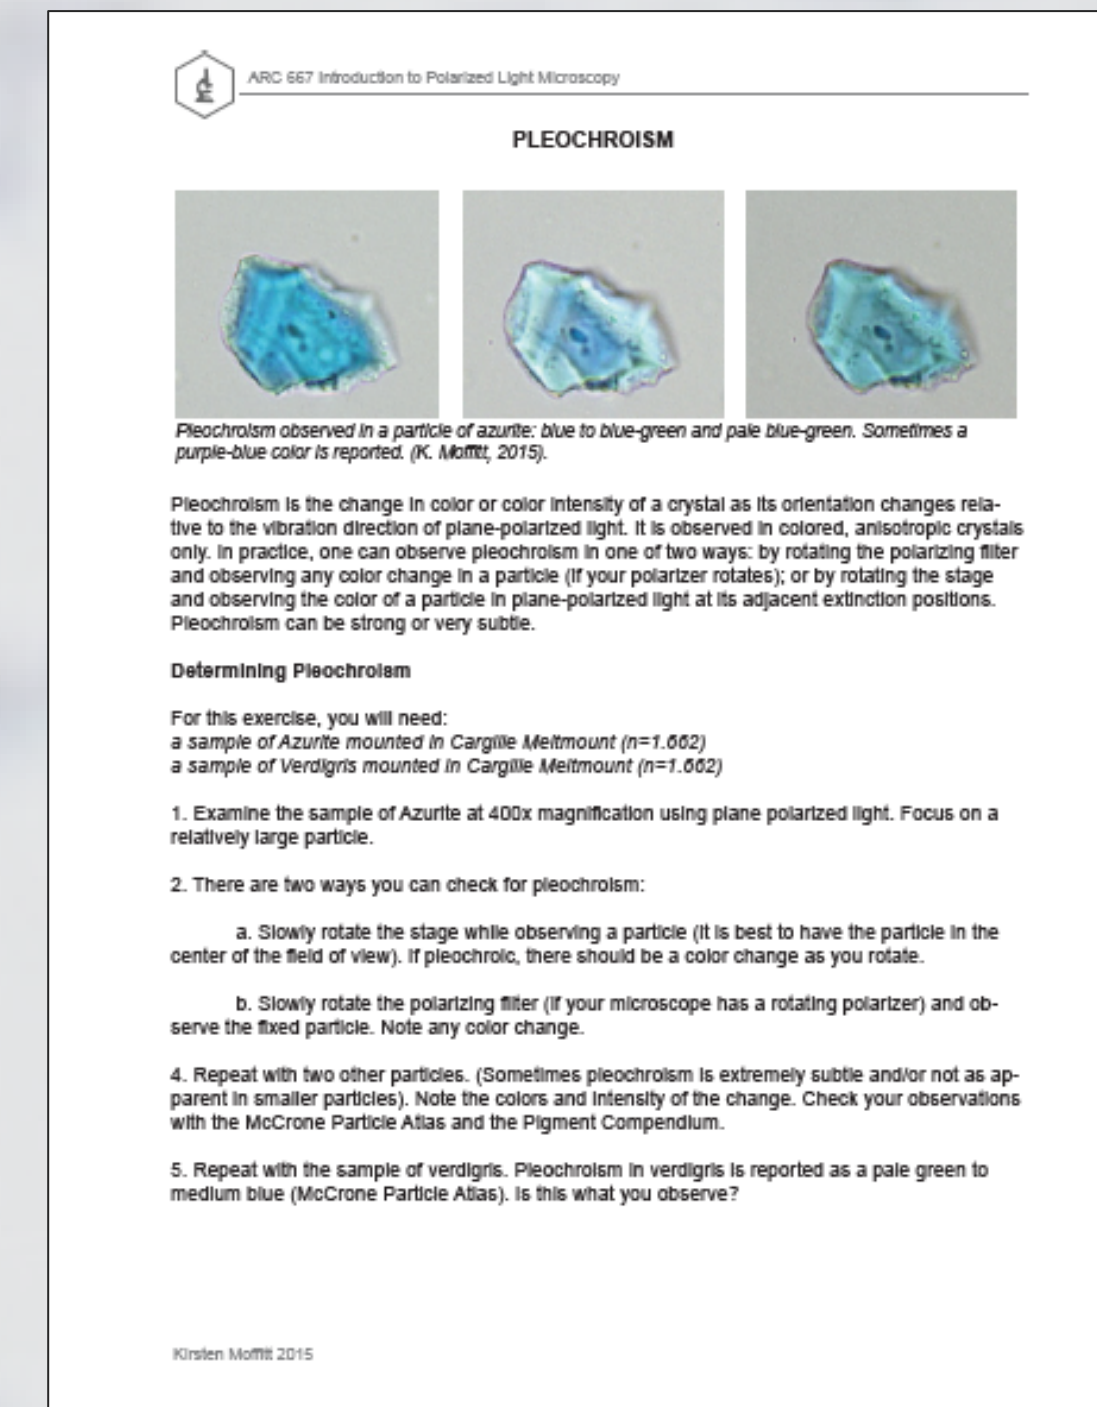 ARC 667 Introduction to Polarized Light Microscopy
PLEOCHROISM
Pleochroism observed in a particle of azurite: blue to blue-green and pale blue-green. Sometimes a
purple-blue color is reported. (K. Moffitt, 2015).
Pleochroism is the change in color or color intensity of a crystal as its orientation changes rela-
tive to the vibration direction of plane-polarized light. It is observed in colored, anisotropic crystals
only. In practice, one can observe pleochroism in one of two ways: by rotating the polarizing filter
and observing any color change in a particle (if your polarizer rotates); or by rotating the stage
and observing the color of a particle in plane-polarized light at its adjacent extinction positions.
Pleochroism can be strong or very subtle.
Determining Pleochroism
For this exercise, you will need:
a sample of Azurite mounted in Cargille Meltmount (n=1.662)
a sample of Verdigris mounted in Cargille Meltmount (n=1.662)
1. Examine the sample of Azurite at 400x magnification using plane polarized light. Focus on a
relatively large particle.
2. There are two ways you can check for pleochroism:
a. Slowly rotate the stage while observing a particle (it is best to have the particle in the
center of the field of view). If pleochroic, there should be a color change as you rotate.
b. Slowly rotate the polarizing filter (if your microscope has a rotating polarizer) and ob-
serve the fixed particle. Note any color change.
4. Repeat with two other particles. (Sometimes pleochroism is extremely subtle and/or not as ap-
parent in smaller particles). Note the colors and intensity of the change. Check your observations
with the McCrone Particle Atlas and the Pigment Compendium.
5. Repeat with the sample of verdigris. Pleochroism in verdigris is reported as a pale green to
medium blue (McCrone Particle Atlas). Is this what you observe?
Kirsten Moffitt 2015